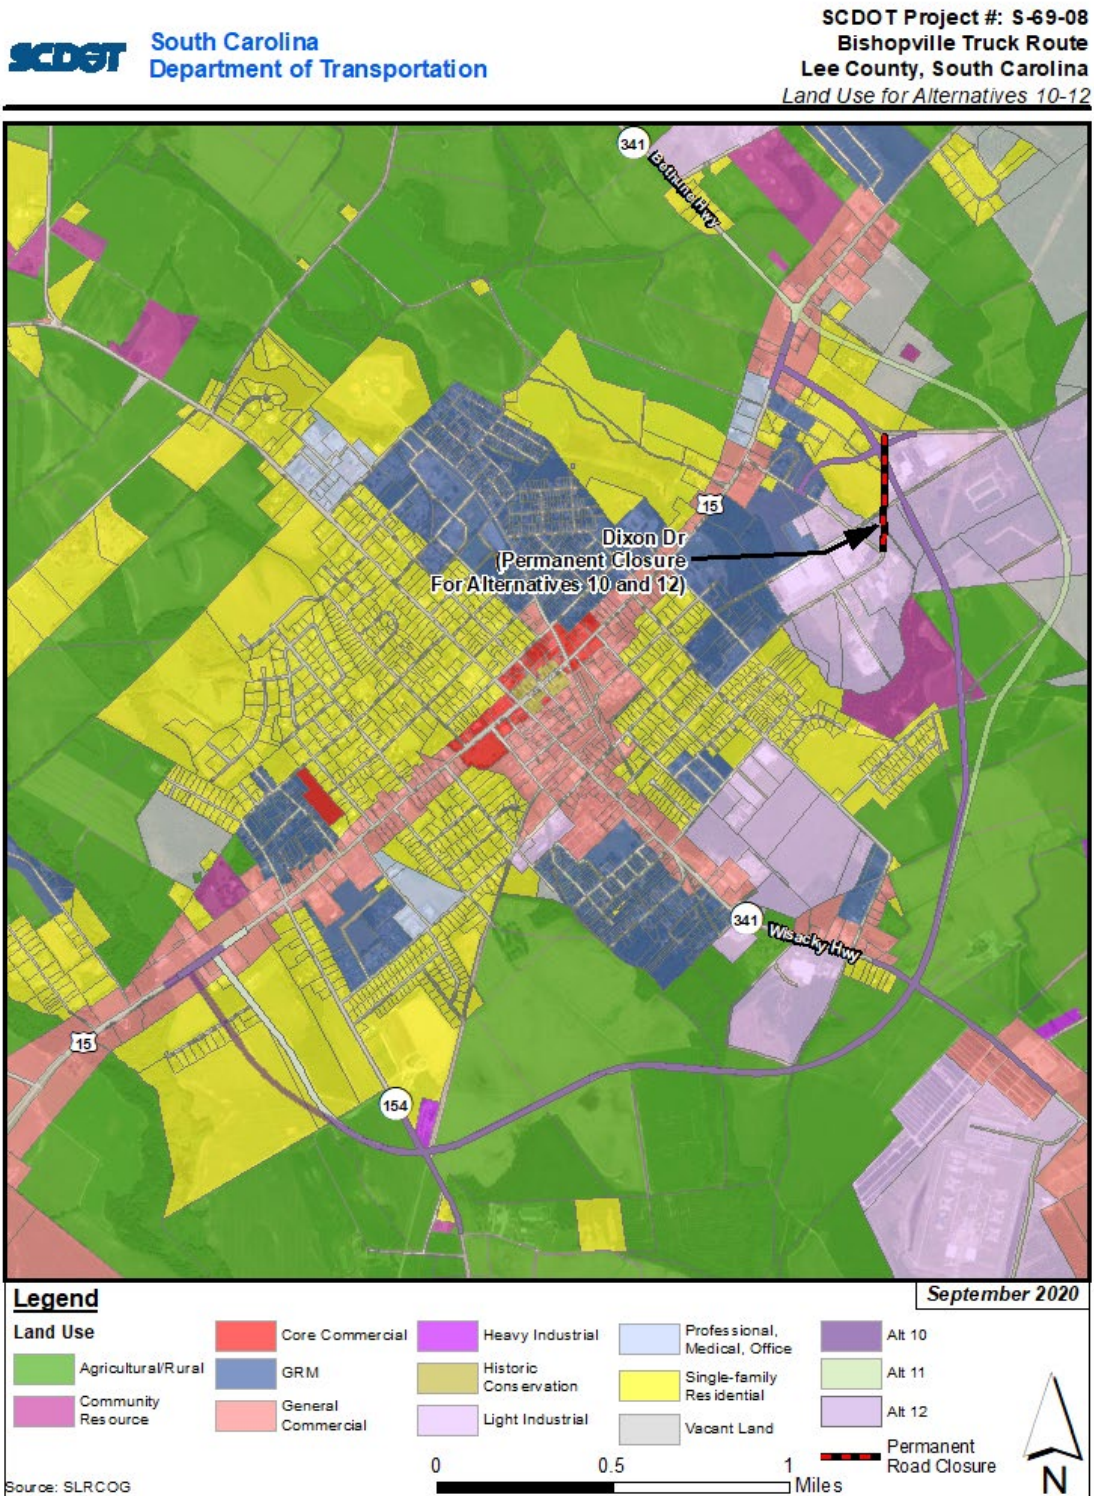 SCDOT
South Carolina
Department of Transportation
SCDOT Project #: S-69-08
Bishopville Truck Route
Lee County, South Carolina
Land Use for Alternatives 10-12
341
Bethune Hwy
15
Dixon Dr
(Permanent Closure
For Alternatives 10 and 12)
341
Wisacky Hwy
15
154
September 2020
Legend
Land Use
Agricultural/Rural
Community
Resource
Core Commercial
GRM
General
Commercial
Heavy Industrial
Historic
Conservation
Light Industrial
Professional,
Medical, Office
Single-family
Residential
Vacant Land
Alt 10
Alt 11
Alt 12
Permanent
Road Closure
0 0.5 1
Miles
N
Source: SLRCOG